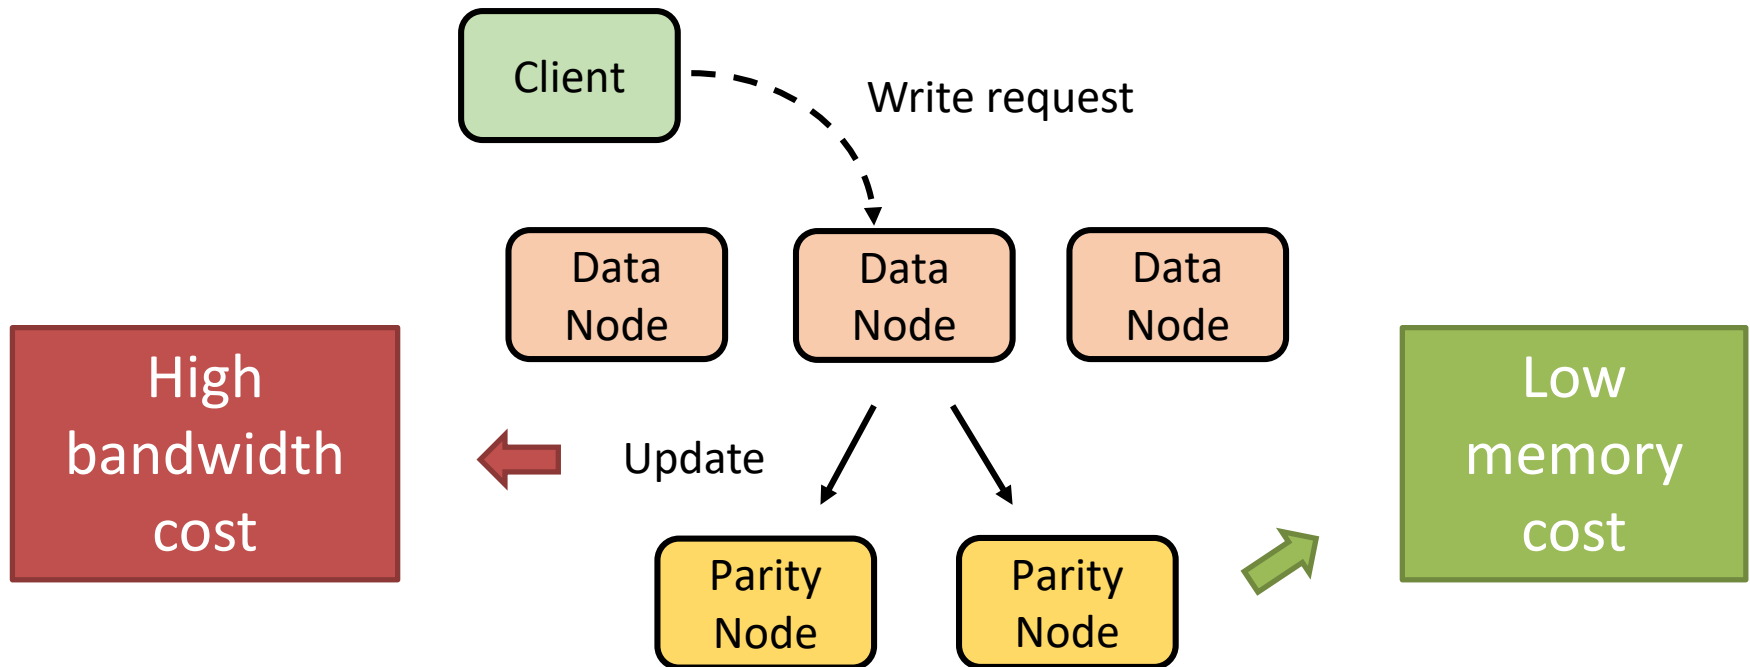 Client
Write request
Data
Node
Data
Node
Data
Node
High
bandwidth
cost
Update
Low
memory
cost
Parity
Node
Parity
Node